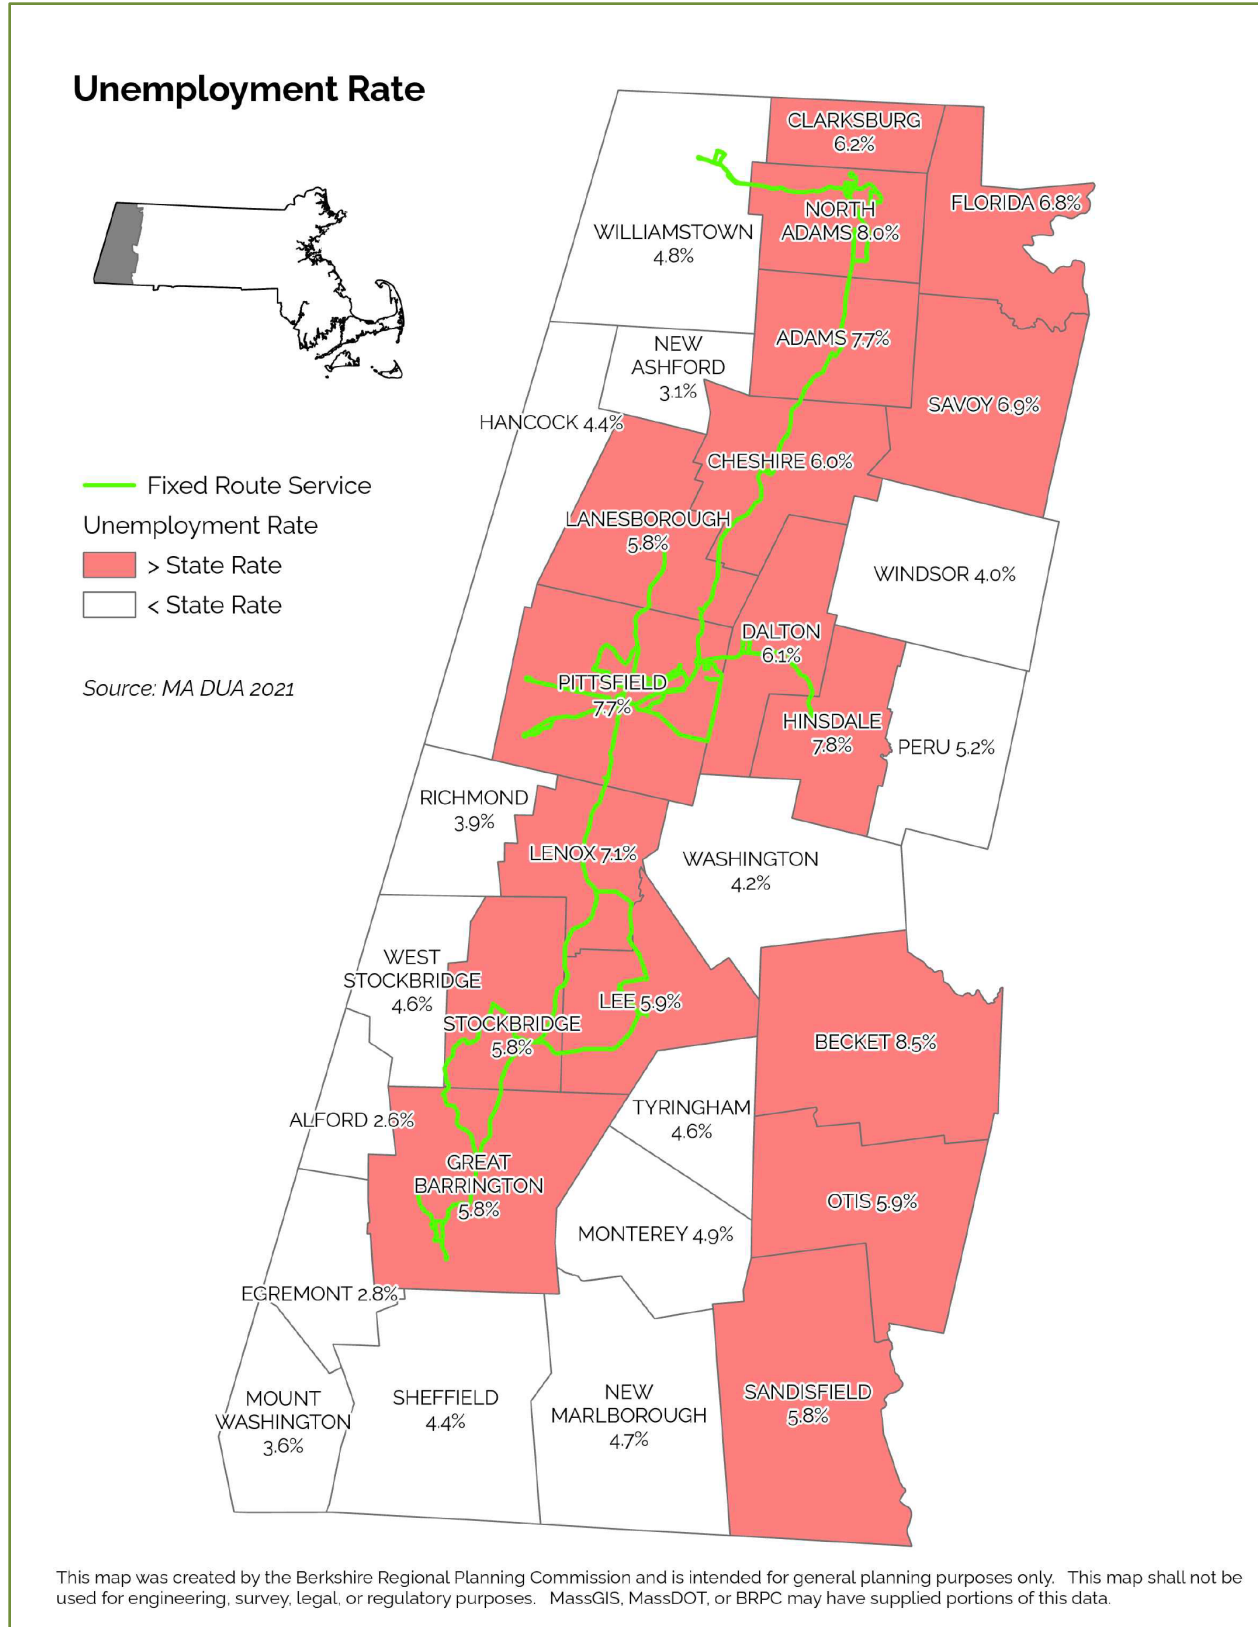 Unemployment Rate
CLARKSBURG
6.2%
FLORIDA 6.8%
NORTH
ADAMS 8.0%
WILLIAMSTOWN
4.8%
ADAMS 7.7%
NEW
ASHFORD
3.1%
SAVOY 6.9%
HANCOCK 4.4%
CHESHIRE 6.0%
Fixed Route Service
Unemployment Rate
> State Rate
< State Rate
Source: MA DUA 2021
LANESBOROUGH
5.8%
WINDSOR 4.0%
DALTON
6.1%
PITTSFIELD
7.7%
HINSDALE
7.8%
PERU 5.2%
RICHMOND
3.9%
LENOX 7.1%
WASHINGTON
4.2%
WEST
STOCKBRIDGE
4.6%
LEE 5.9%
STOCKBRIDGE
5.8%
BECKET 8.5%
TYRINGHAM
4.6%
ALFORD 2.6%
GREAT
BARRINGTON
5.8%
OTIS 5.9%
MONTEREY 4.9%
EGREMONT 2.8%
MOUNT
WASHINGTON
3.6%
SHEFFIELD
4.4%
NEW
MARLBOROUGH
4.7%
SANDISFIELD
5.8%
This map was created by the Berkshire Regional Planning Commission and is intended for general planning purposes only. This map shall not be
used for engineering, survey, legal, or regulatory purposes. MassGIS, MassDOT, or BRPC may have supplied portions of this data.